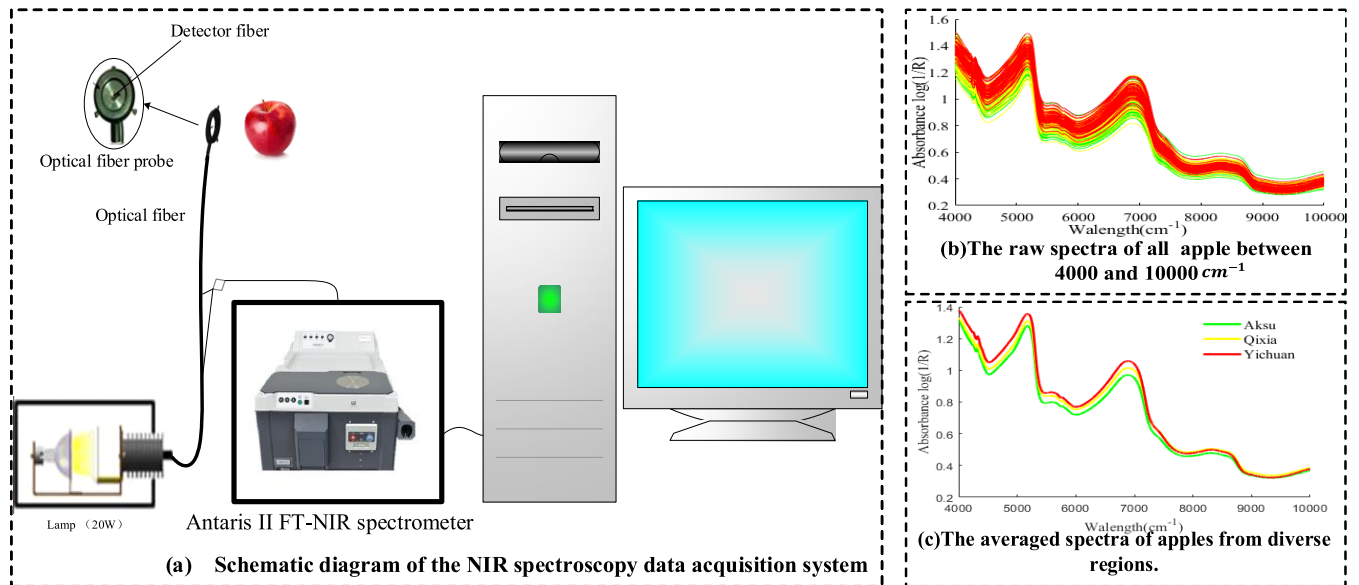 Detector fiber
Optical fiber probe
Optical fiber
Lamp （20W）
Antaris II FT-NIR spectrometer
(a) Schematic diagram of the NIR spectroscopy data acquisition system
Absorbance log(1/R)
1.6
1.4
1.2
1
0.8
0.6
0.4
0.2
4000 5000 6000 7000 8000 9000 10000
Walength(cm⁻¹)
(b)The raw spectra of all apple between
4000 and 10000 cm⁻¹
Absorbance log(1/R)
1.4
1.2
1
0.8
0.6
0.4
0.2
Aksu
Qixia
Yichuan
4000 5000 6000 7000 8000 9000 10000
Walength(cm⁻¹)
(c)The averaged spectra of apples from diverse
regions.